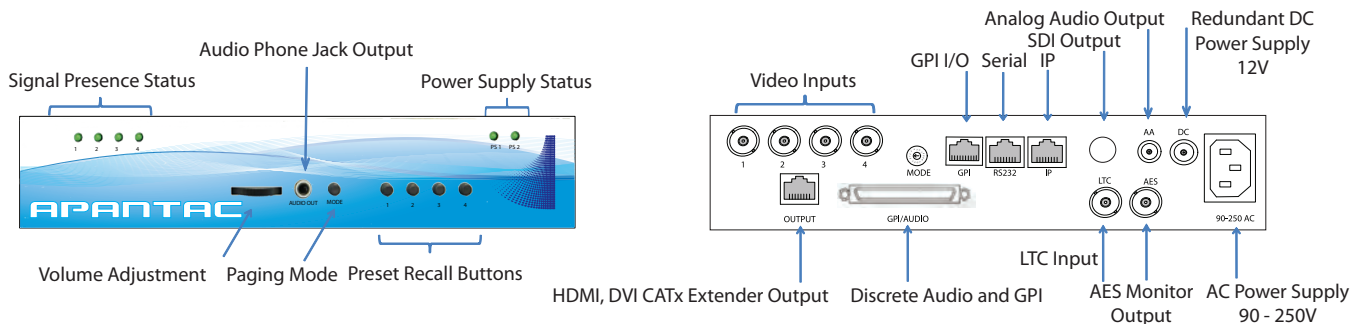 Audio Phone Jack Output
Signal Presence Status
Power Supply Status
1 2 3 4
PS 1 PS 2
APANTAC
AUDIO OUT
MODE
1 2 3 4
Volume Adjustment
Paging Mode
Preset Recall Buttons
Analog Audio Output
SDI Output
Redundant DC
Power Supply
12V
GPI I/O
Serial
IP
Video Inputs
1 2 3 4
MODE
GPI
RS232
IP
AA
DC
LTC
AES
OUTPUT
GPI/AUDIO
90-250 AC
LTC Input
HDMI, DVI CATx Extender Output
Discrete Audio and GPI
AES Monitor
Output
AC Power Supply
90 - 250V